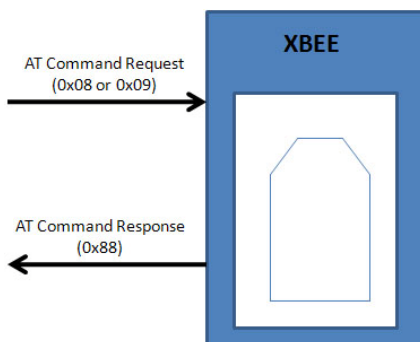 XBEE
AT Command Request
(0x08 or 0x09)
AT Command Response
(0x88)